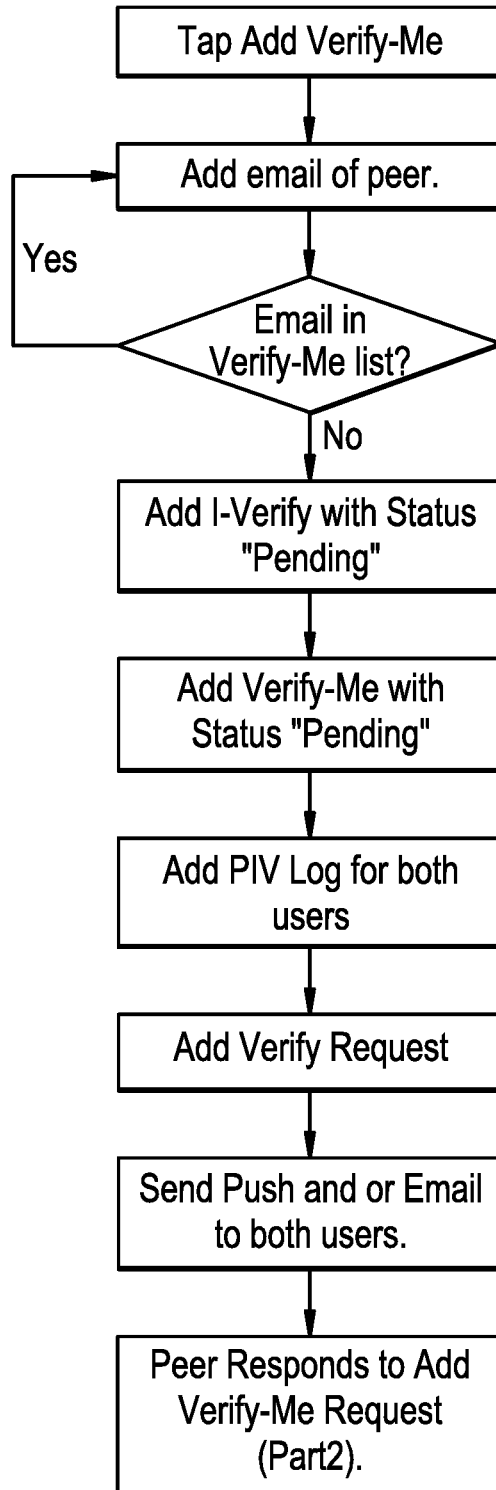 Tap Add Verify-Me
Add email of peer.
Yes
Email in
Verify-Me list?
No
Add I-Verify with Status
"Pending"
Add Verify-Me with
Status "Pending"
Add PIV Log for both
users
Add Verify Request
Send Push and or Email
to both users.
Peer Responds to Add
Verify-Me Request
(Part2).